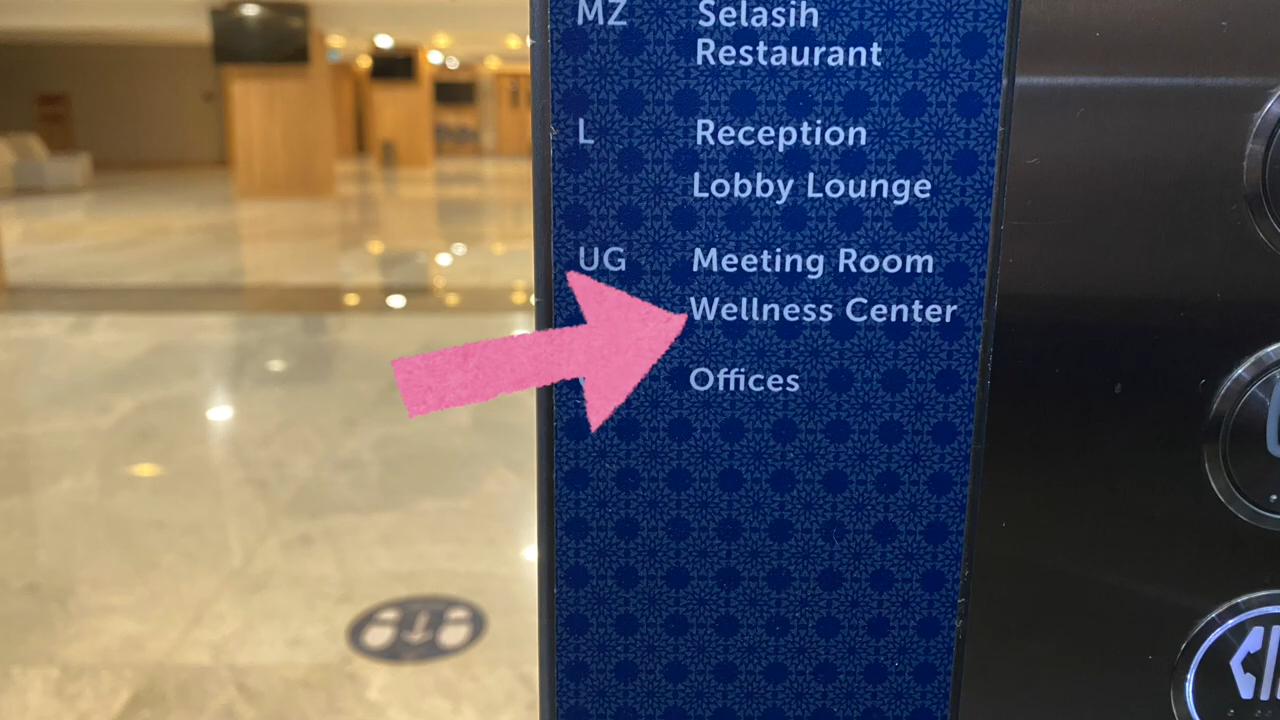 MZ Selasih
Restaurant
L Reception
Lobby Lounge
UG Meeting Room
Wellness Center
Offices